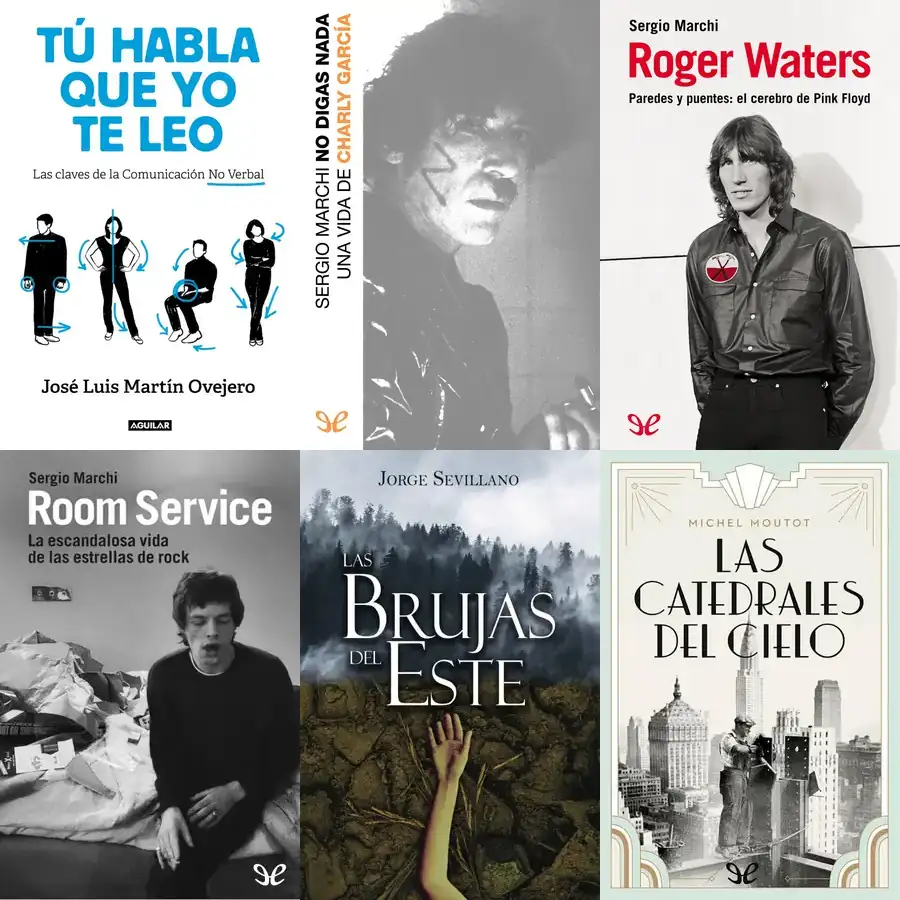 TÚ HABLA
QUE YO
TE LEO
Las claves de la Comunicación No Verbal
José Luis Martín Ovejero
AGUILAR
SERGIO MARCHI NO DIGAS NADA
UNA VIDA DE CHARLY GARCÍA
Sergio Marchi
Roger Waters
Paredes y puentes: el cerebro de Pink Floyd
Sergio Marchi
Room Service
La escandalosa vida
de las estrellas de rock
JORGE SEVILLANO
LAS
BRUJAS
DEL ESTE
MICHEL MOUTOT
LAS
CATEDRALES
DEL CIELO